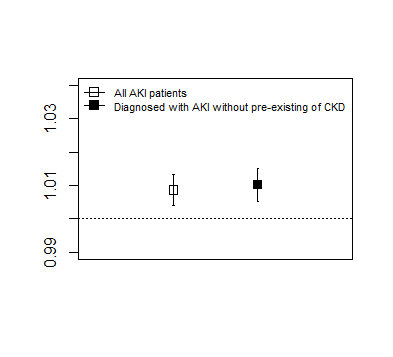 All AKI patients
Diagnosed with AKI without pre-existing of CKD
1.03
1.01
0.99